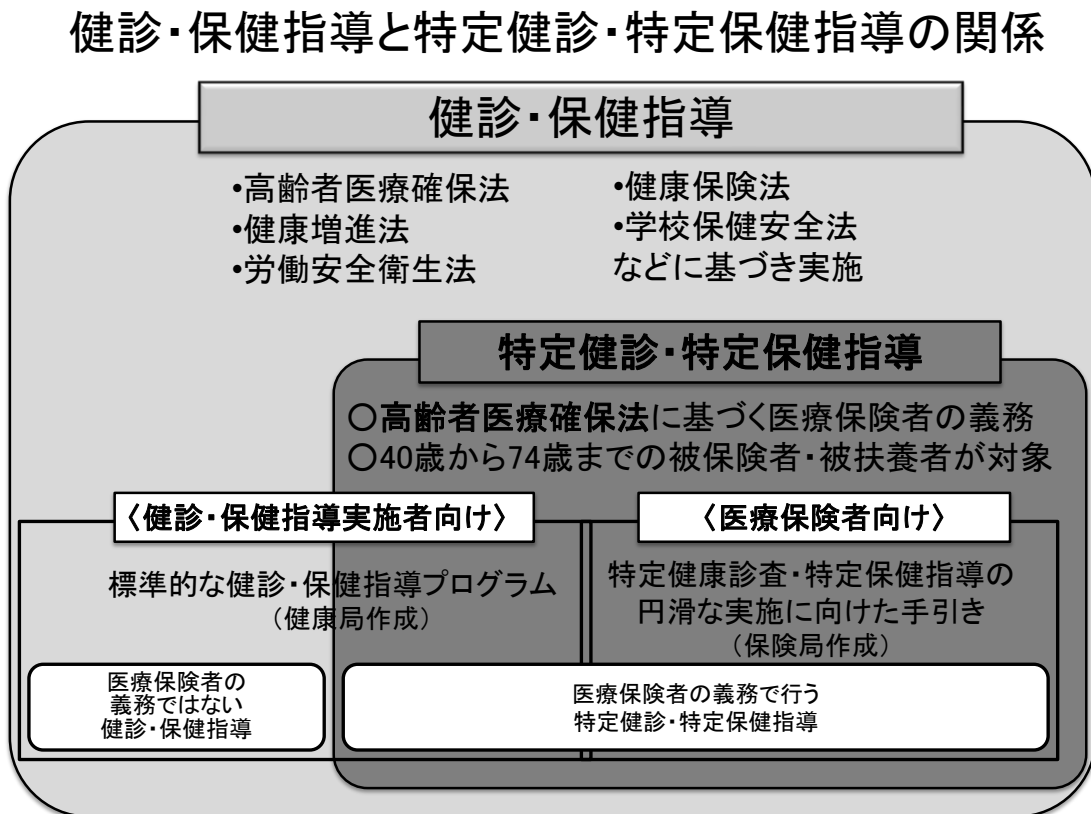 健診・保健指導と特定健診・特定保健指導の関係
健診・保健指導
•高齢者医療確保法
•健康増進法
•労働安全衛生法
•健康保険法
•学校保健安全法
などに基づき実施
特定健診・特定保健指導
○高齢者医療確保法に基づく医療保険者の義務
○40歳から74歳までの被保険者・被扶養者が対象
〈健診・保健指導実施者向け〉
標準的な健診・保健指導プログラム
（健康局作成）
〈医療保険者向け〉
特定健康診査・特定保健指導の
円滑な実施に向けた手引き
（保険局作成）
医療保険者の
義務ではない
健診・保健指導
医療保険者の義務で行う
特定健診・特定保健指導